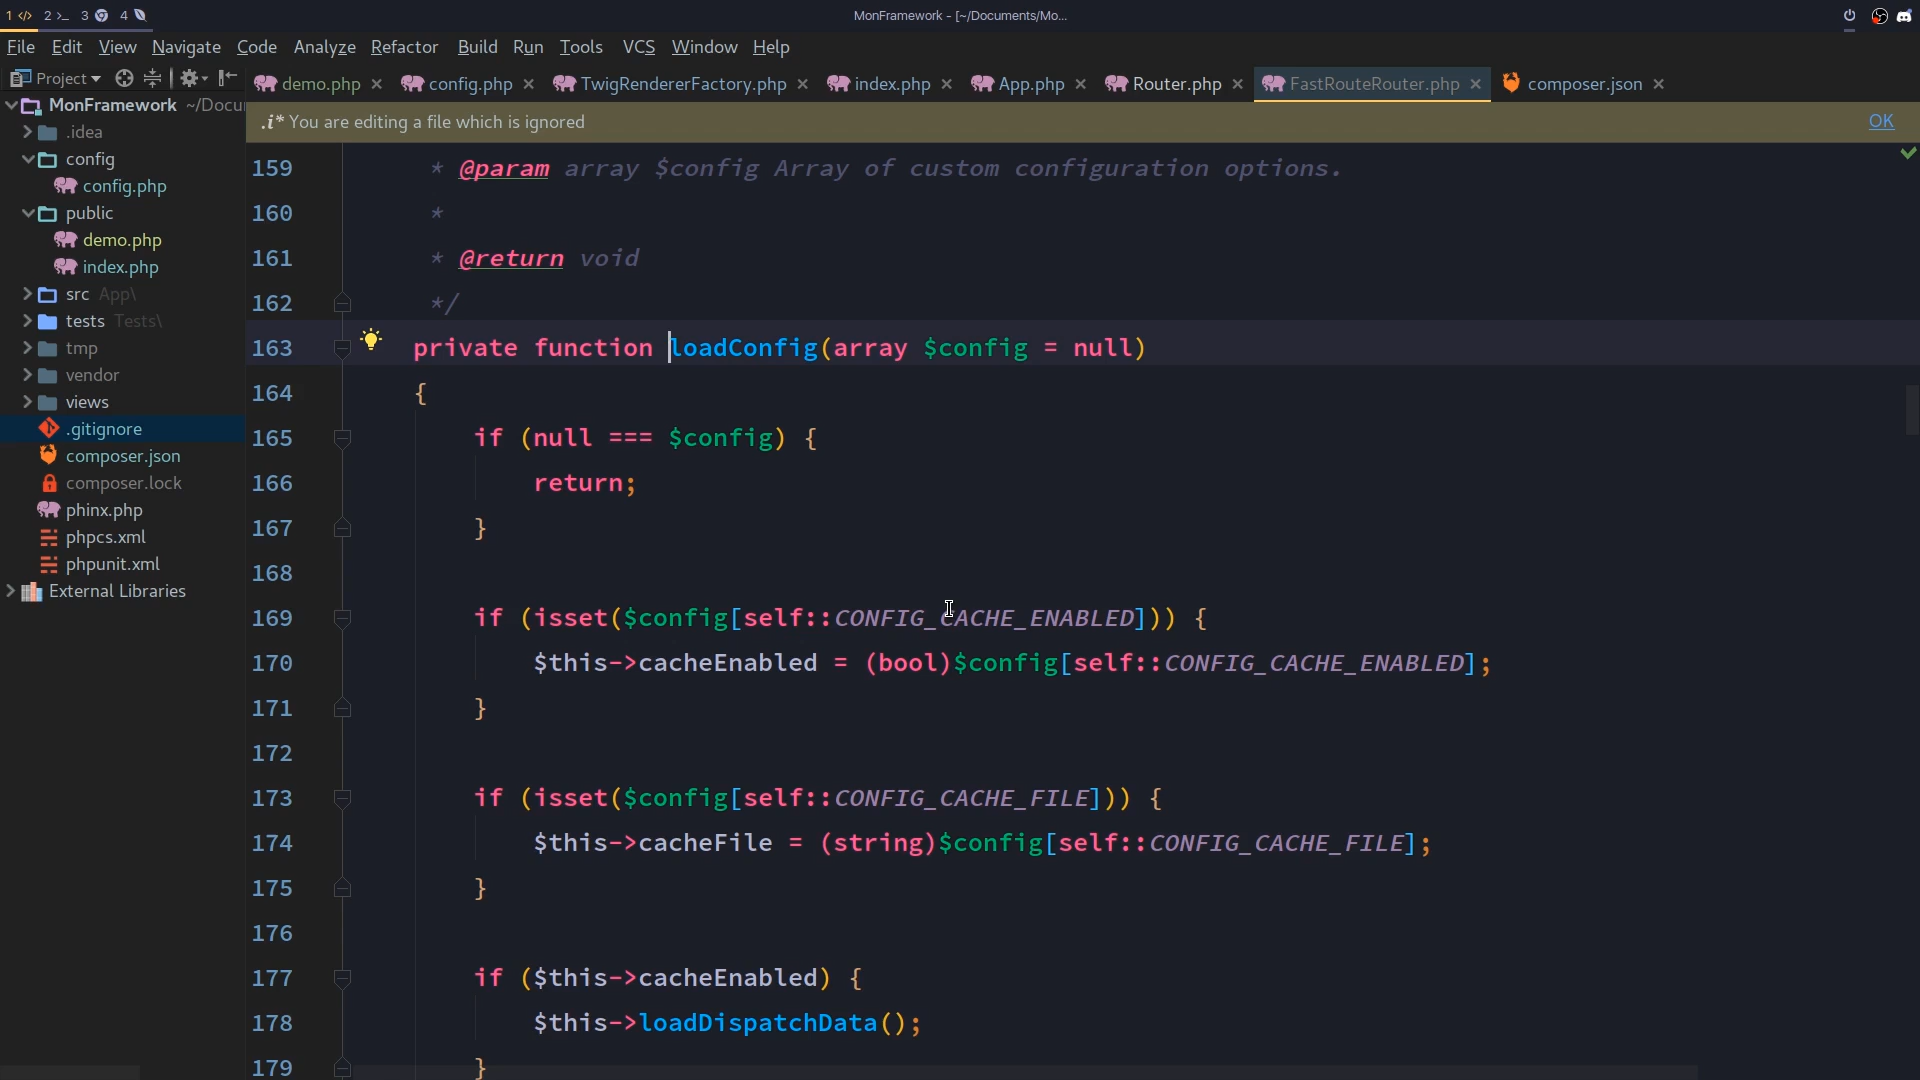 1 </> 2 >_ 3 4
MonFramework - [~/Documents/Mo...
File Edit View Navigate Code Analyze Refactor Build Run Tools VCS Window Help
Project
demo.php config.php TwigRendererFactory.php index.php App.php Router.php FastRouteRouter.php composer.json
MonFramework ~/Docu
.idea
config
config.php
public
demo.php
index.php
src App\
tests Tests\
tmp
vendor
views
.gitignore
composer.json
composer.lock
phinx.php
phpcs.xml
phpunit.xml
External Libraries
.i* You are editing a file which is ignored OK
159 * @param array $config Array of custom configuration options.
160 *
161 * @return void
162 */
163 private function loadConfig(array $config = null)
164 {
165 if (null === $config) {
166 return;
167 }
168
169 if (isset($config[self::CONFIG_CACHE_ENABLED])) {
170 $this->cacheEnabled = (bool)$config[self::CONFIG_CACHE_ENABLED];
171 }
172
173 if (isset($config[self::CONFIG_CACHE_FILE])) {
174 $this->cacheFile = (string)$config[self::CONFIG_CACHE_FILE];
175 }
176
177 if ($this->cacheEnabled) {
178 $this->loadDispatchData();
179 }